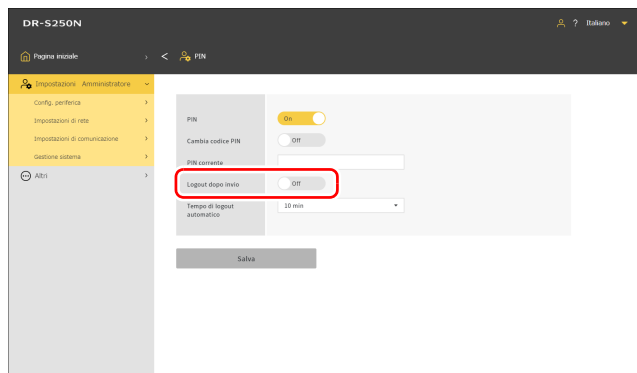 DR-S250N
? Italiano
Pagina iniziale
PIN
Impostazioni Amministratore
Config. periferica
Impostazioni di rete
Impostazioni di comunicazione
Gestione sistema
Altri
PIN On
Cambia codice PIN Off
PIN corrente
Logout dopo invio Off
Tempo di logout automatico 10 min
Salva